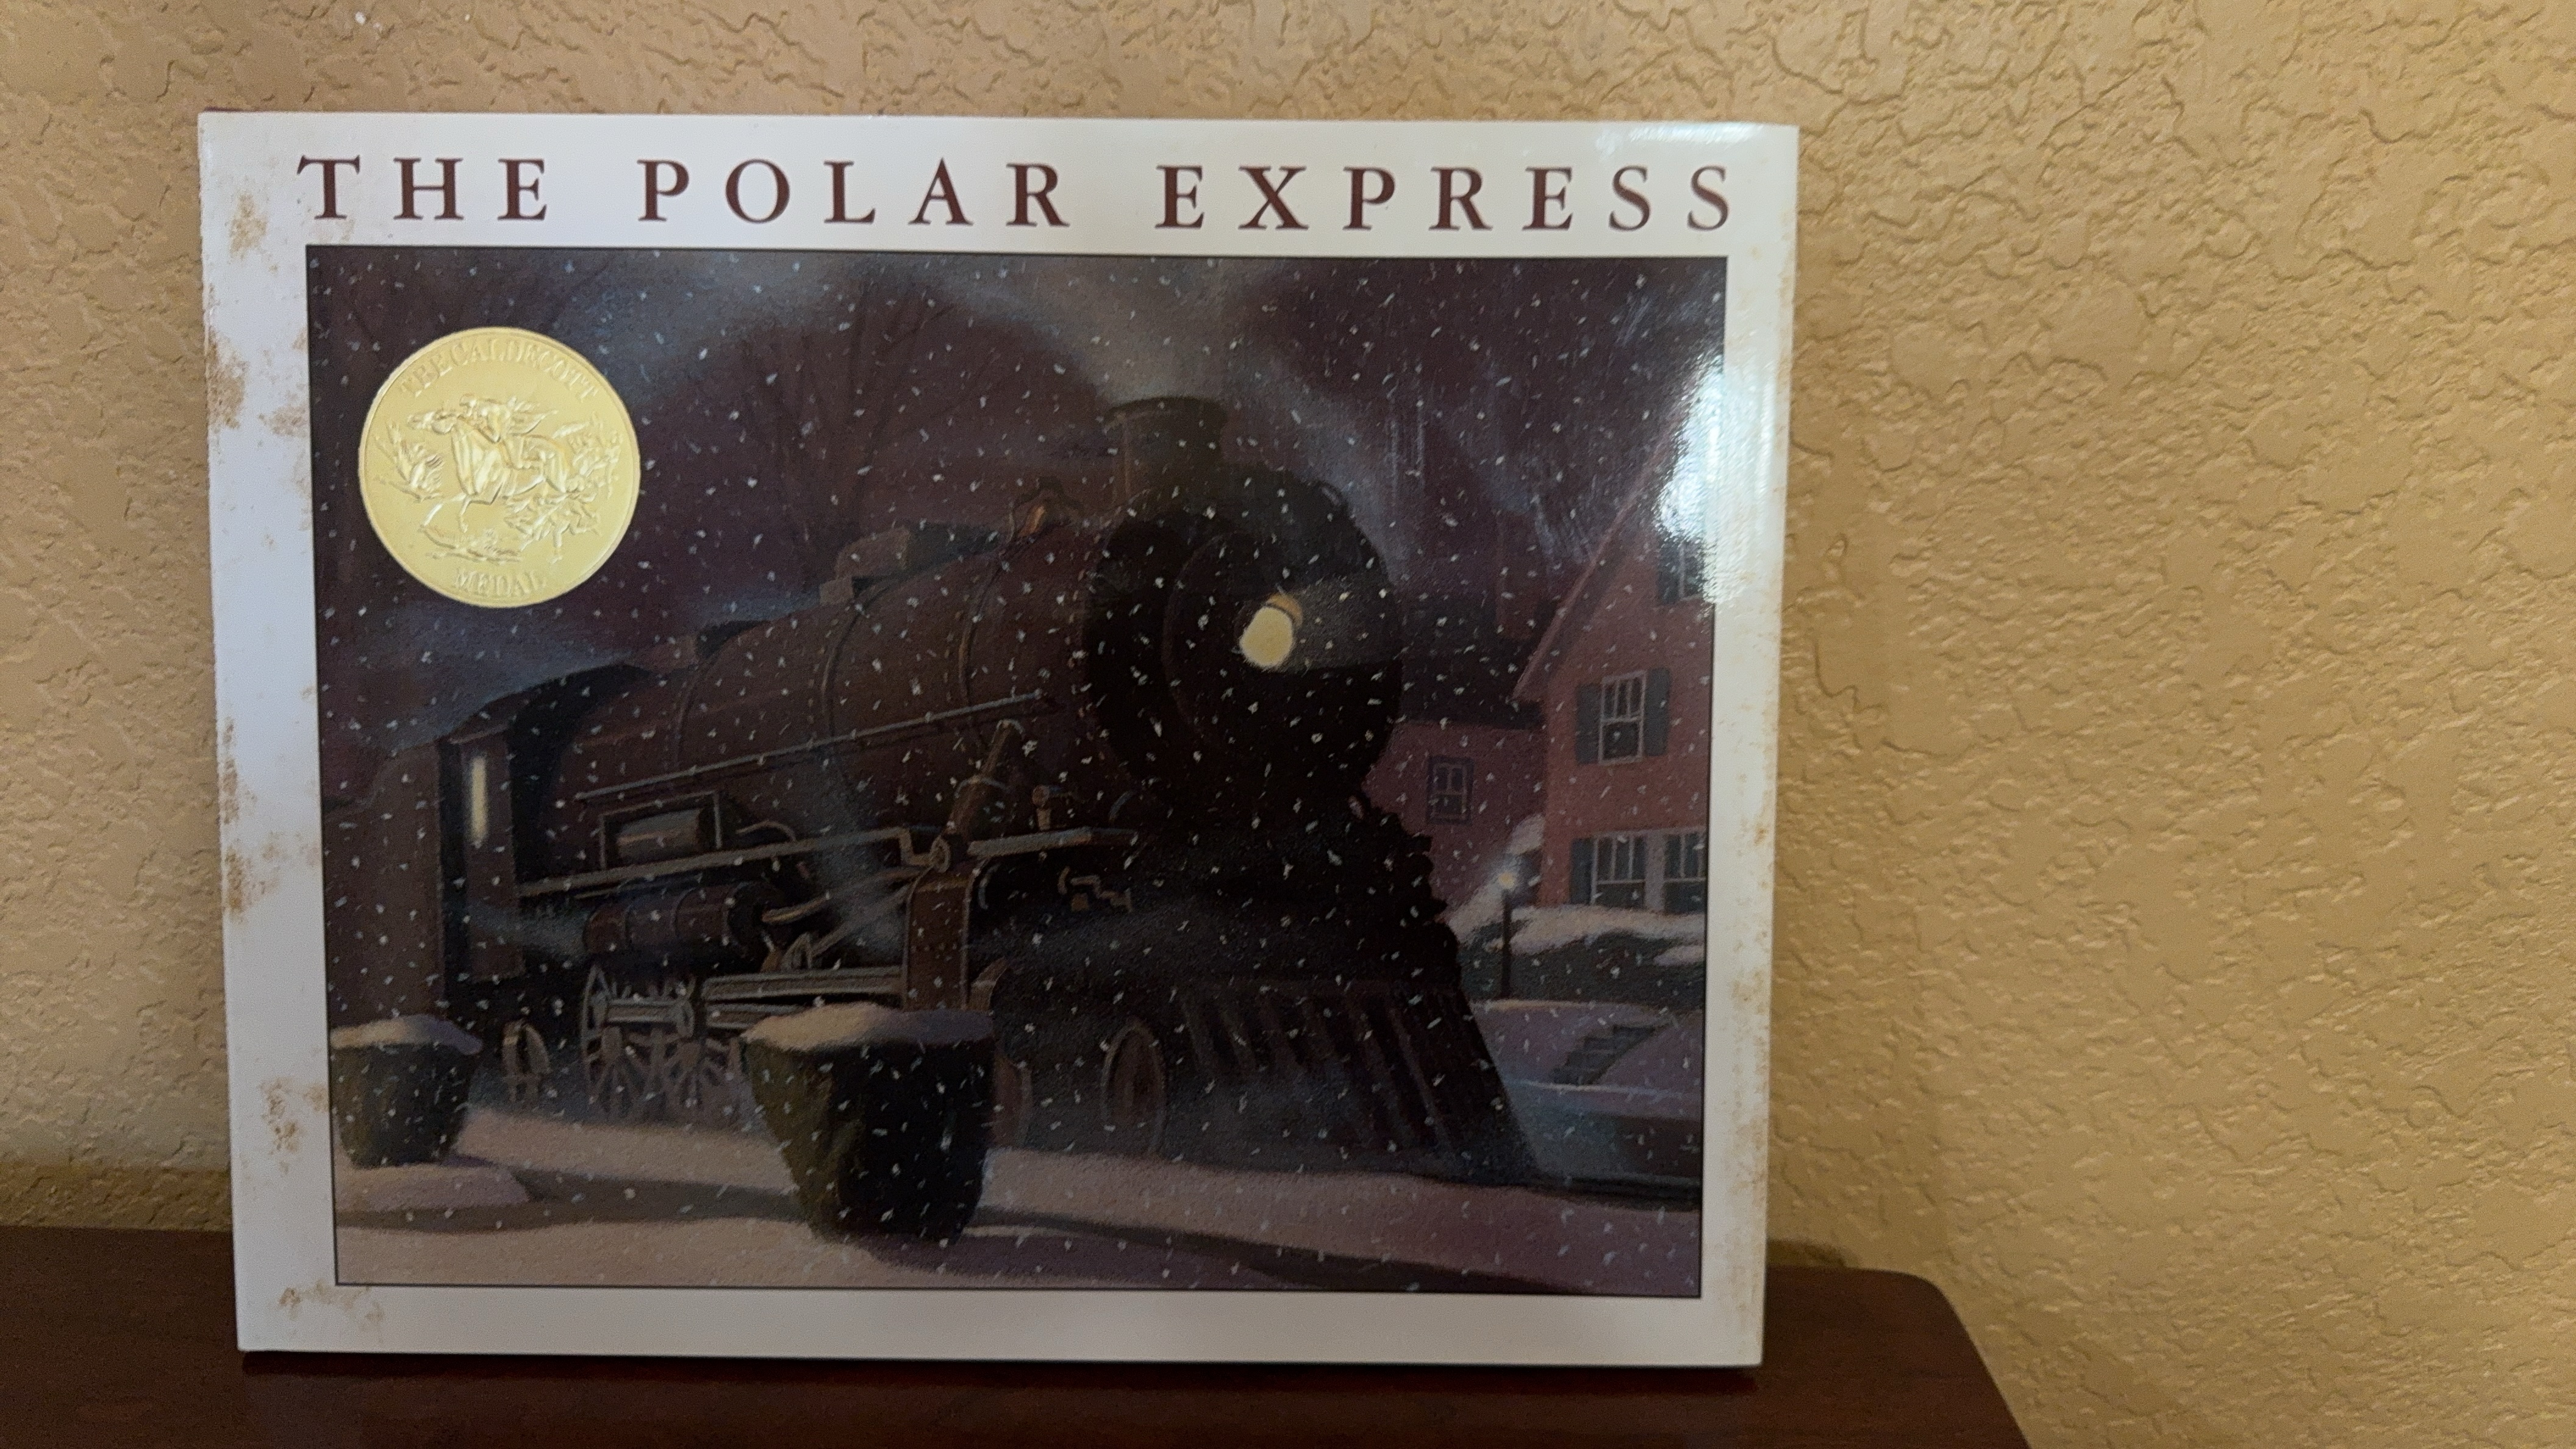 THE POLAR EXPRESS
THE CALDECOTT
MEDAL